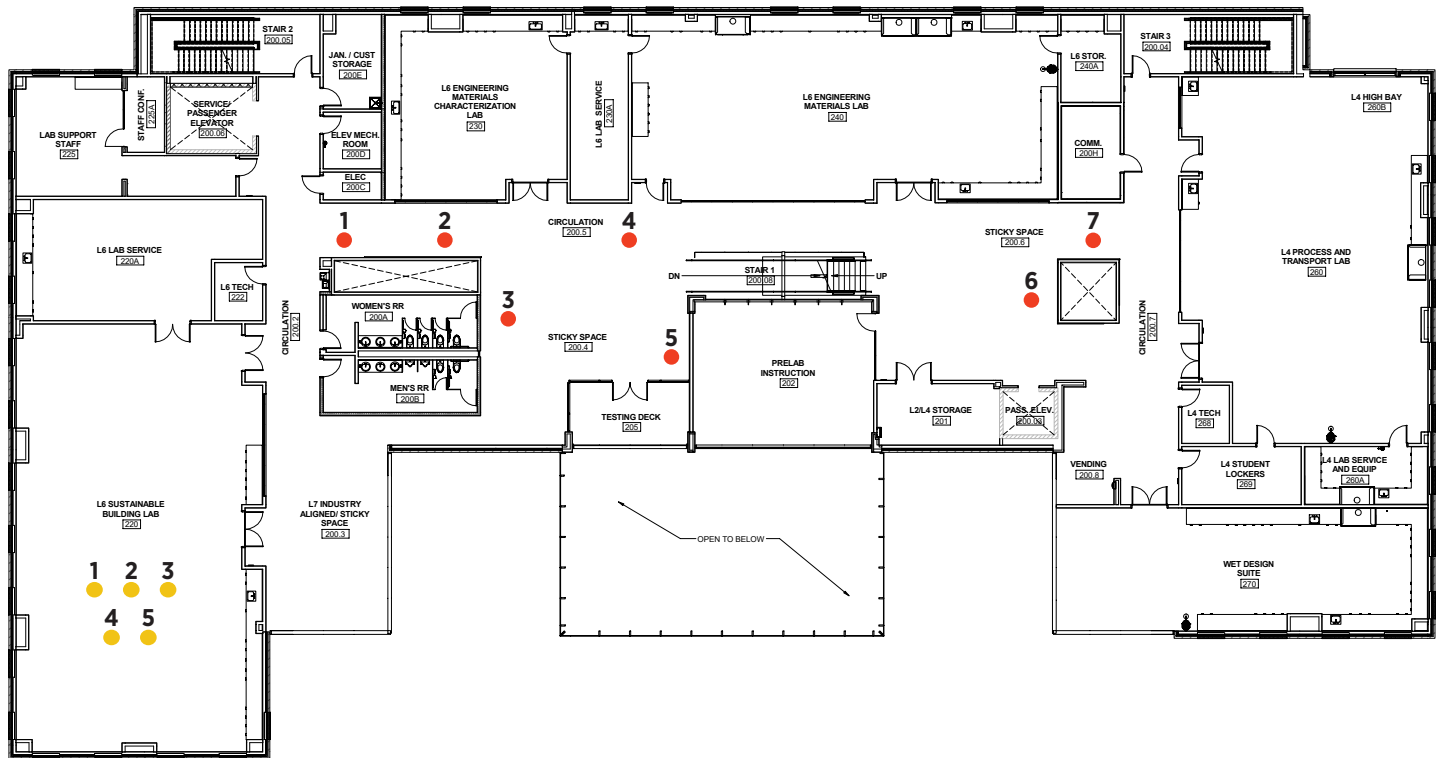 STAIR 2
200.05
JAN. / CUST
STORAGE
200E
L6 ENGINEERING
MATERIALS
CHARACTERIZATION
LAB
230
L6 LAB SERVICE
230A
L6 ENGINEERING
MATERIALS LAB
240
L6 STOR.
240A
STAIR 3
200.04
L4 HIGH BAY
260B
LAB SUPPORT
STAFF
225
STAFF CONF.
225A
SERVICE/
PASSENGER
ELEVATOR
200.06
ELEV MECH.
ROOM
200D
ELEC
200C
COMM.
200H
1
2
CIRCULATION
200.5
4
STICKY SPACE
200.6
7
L6 LAB SERVICE
220A
L6 TECH
222
CIRCULATION
200.2
DN
STAIR 1
200.08
UP
6
L4 PROCESS AND
TRANSPORT LAB
260
WOMEN'S RR
200A
3
STICKY SPACE
200.4
5
PRELAB
INSTRUCTION
202
CIRCULATION
200.7
MEN'S RR
200B
TESTING DECK
205
L2/L4 STORAGE
201
PASS. ELEV.
200.03
L4 TECH
268
VENDING
200.8
L4 STUDENT
LOCKERS
269
L4 LAB SERVICE
AND EQUIP
260A
L6 SUSTAINABLE
BUILDING LAB
220
L7 INDUSTRY
ALIGNED/ STICKY
SPACE
200.3
OPEN TO BELOW
WET DESIGN
SUITE
270
1
2
3
4
5